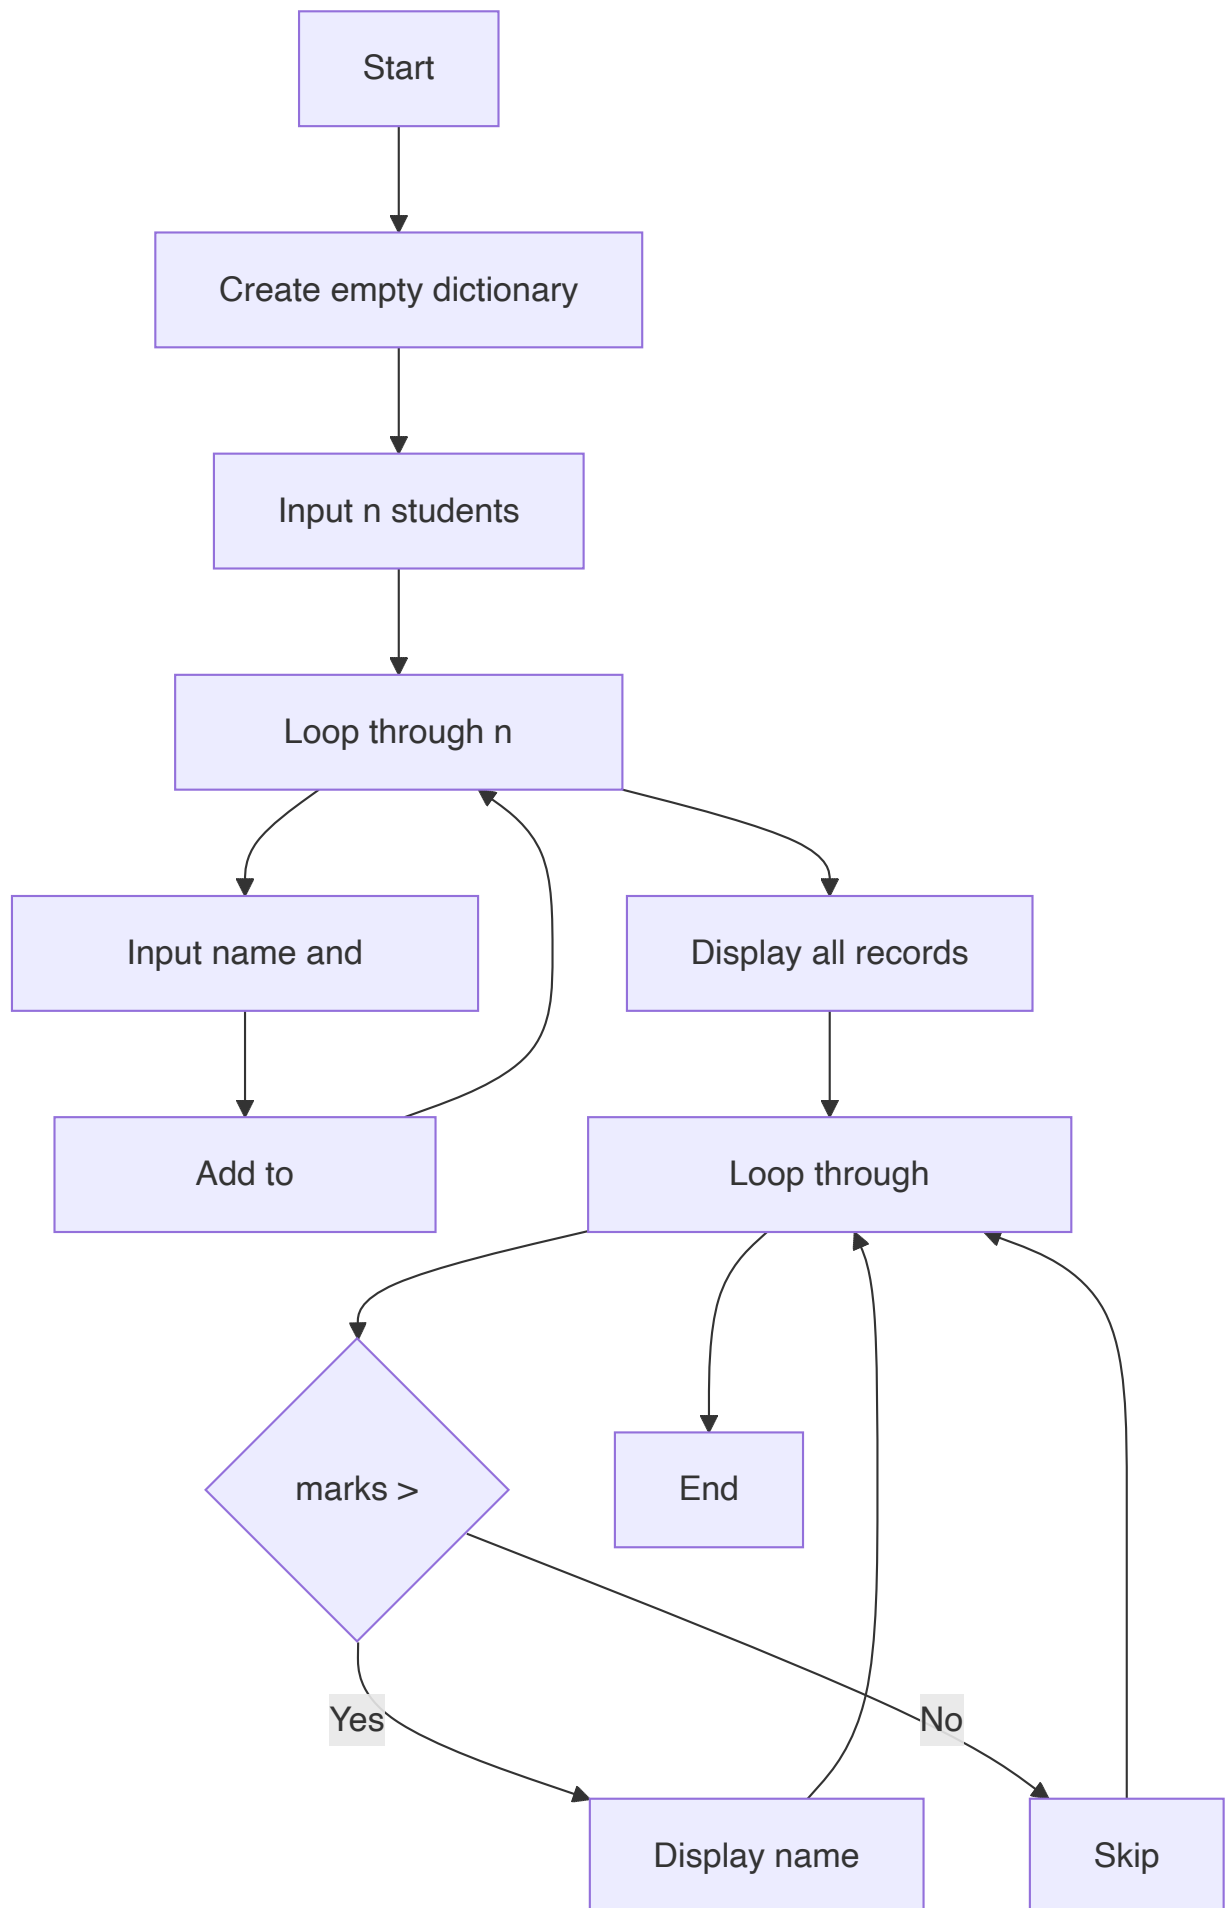 Start
Create empty dictionary
Input n students
Loop through n
Input name and
Display all records
Add to
Loop through
marks >
End
Yes
No
Display name
Skip